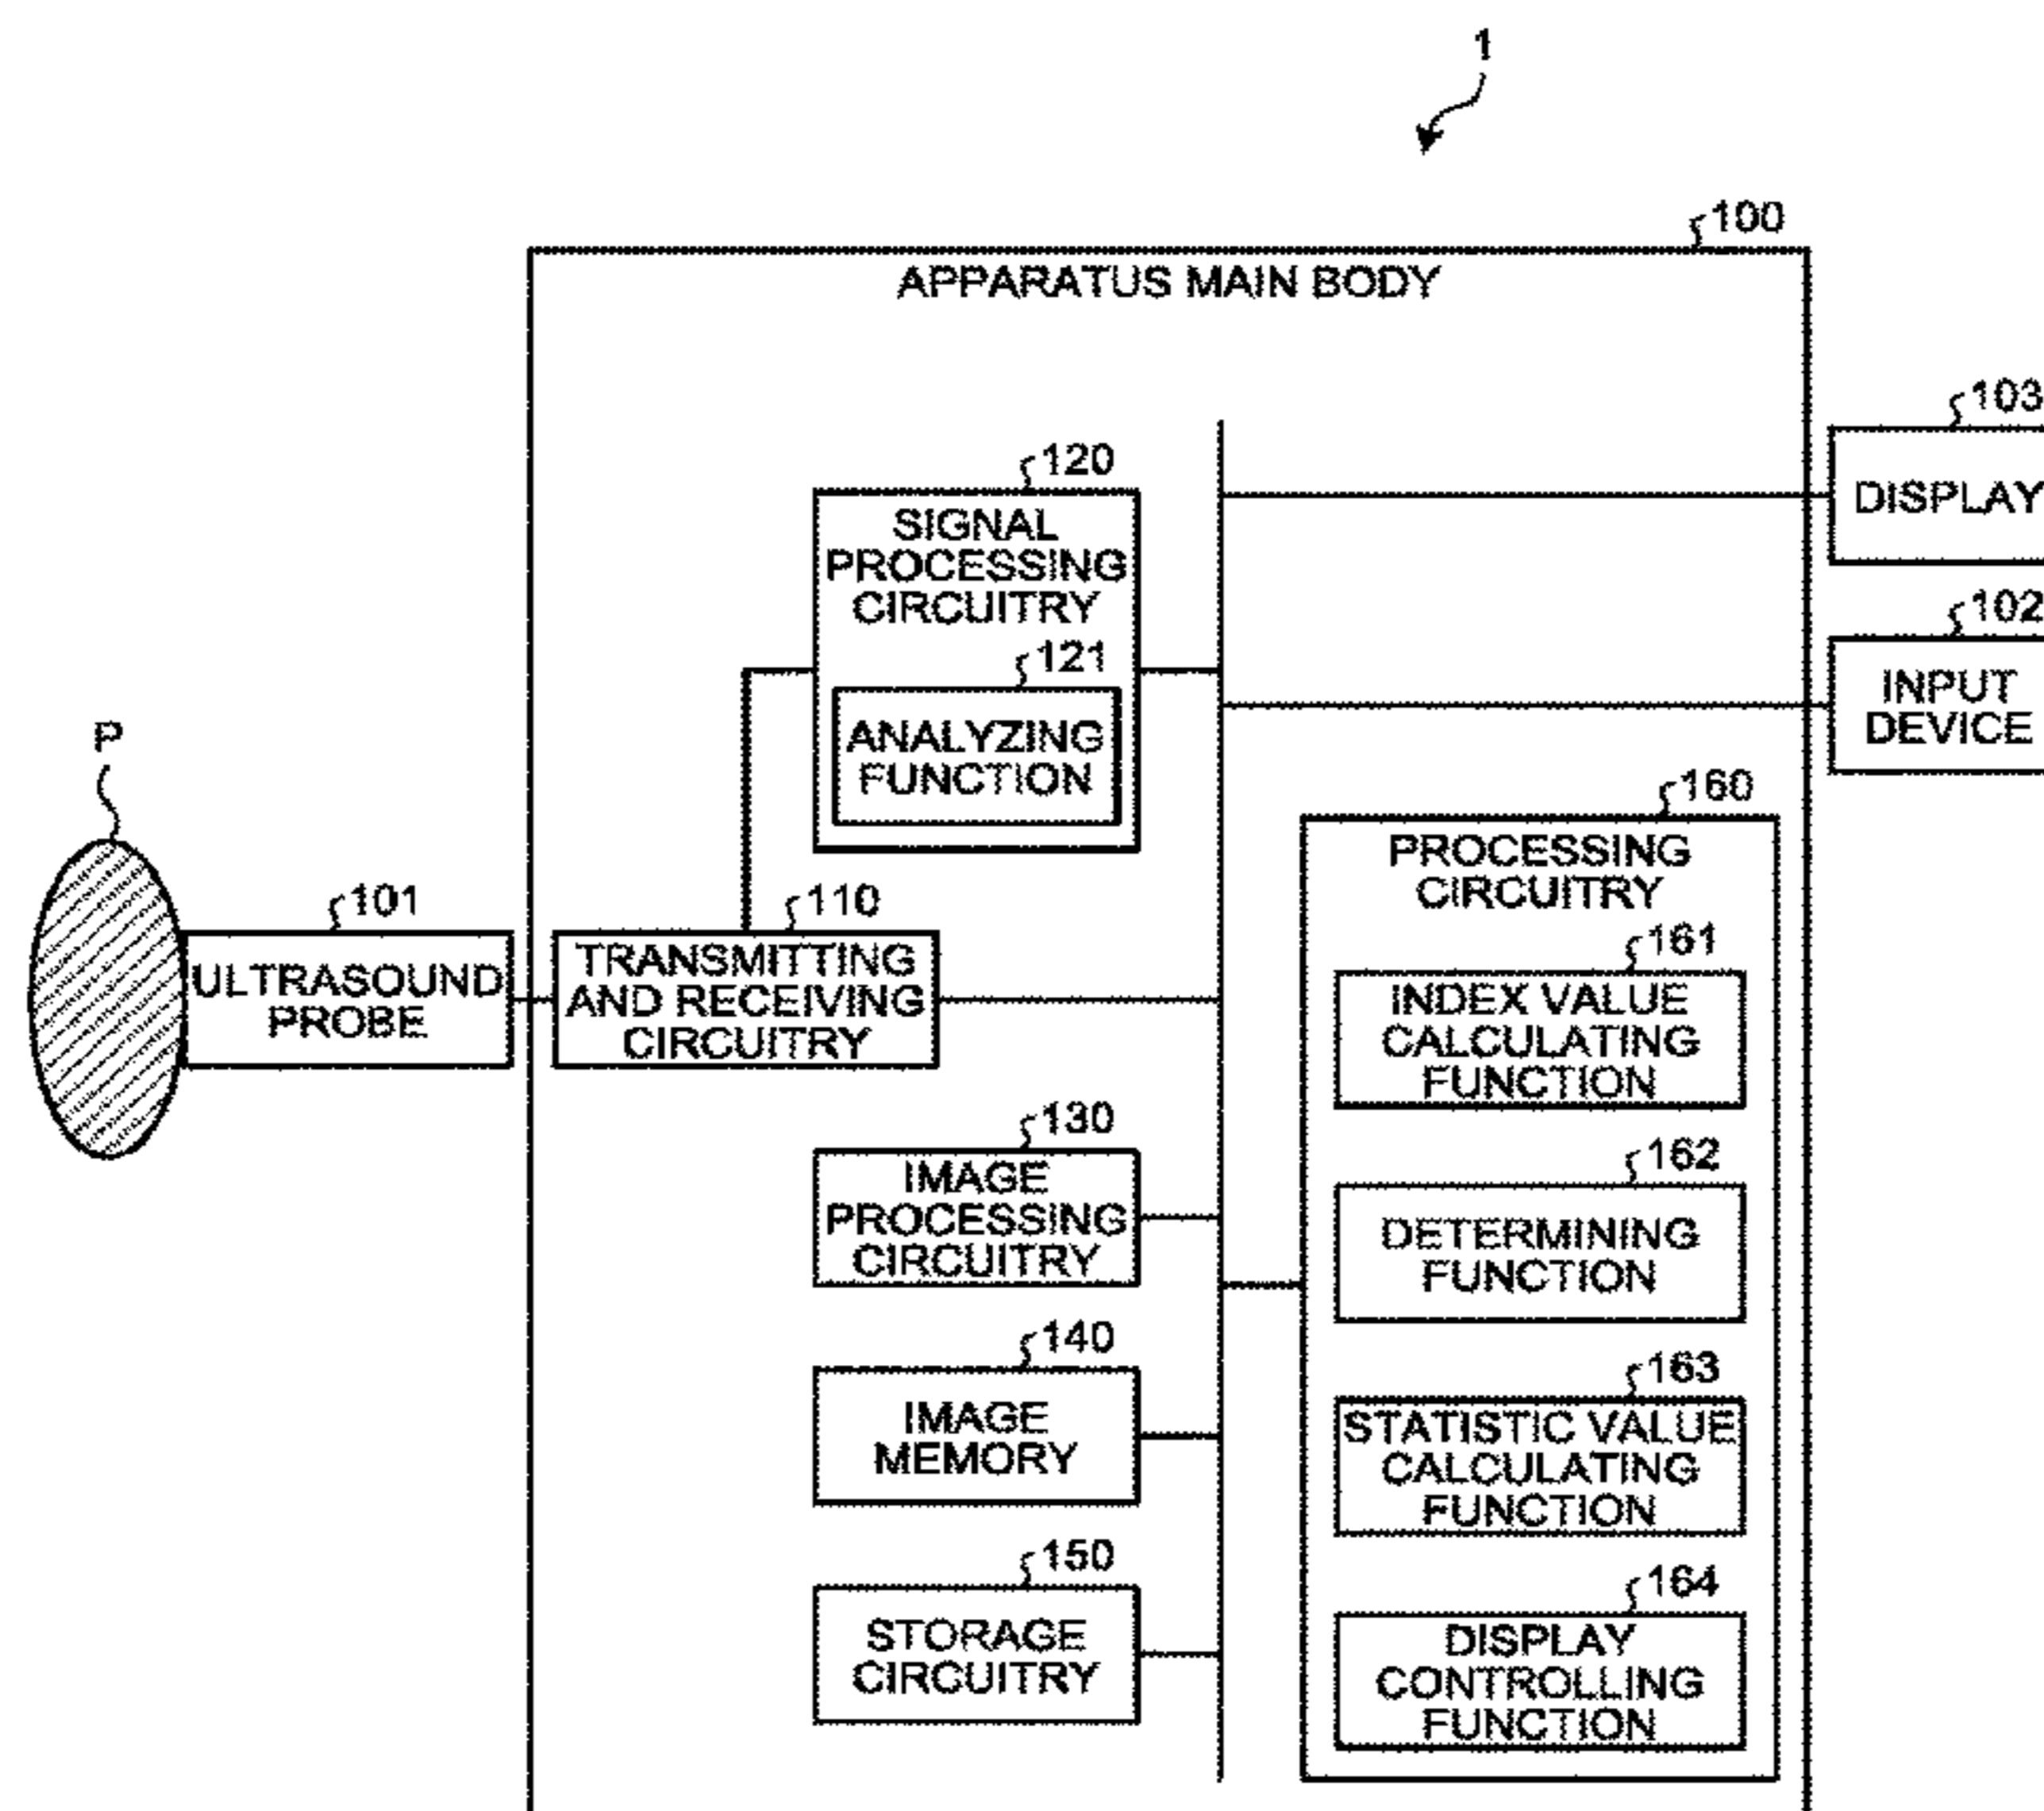 1
100
APPARATUS MAIN BODY
103
DISPLAY
102
INPUT
DEVICE
120
SIGNAL
PROCESSING
CIRCUITRY
121
ANALYZING
FUNCTION
P
101
ULTRASOUND
PROBE
110
TRANSMITTING
AND RECEIVING
CIRCUITRY
130
IMAGE
PROCESSING
CIRCUITRY
140
IMAGE
MEMORY
150
STORAGE
CIRCUITRY
160
PROCESSING
CIRCUITRY
161
INDEX VALUE
CALCULATING
FUNCTION
162
DETERMINING
FUNCTION
163
STATISTIC VALUE
CALCULATING
FUNCTION
164
DISPLAY
CONTROLLING
FUNCTION